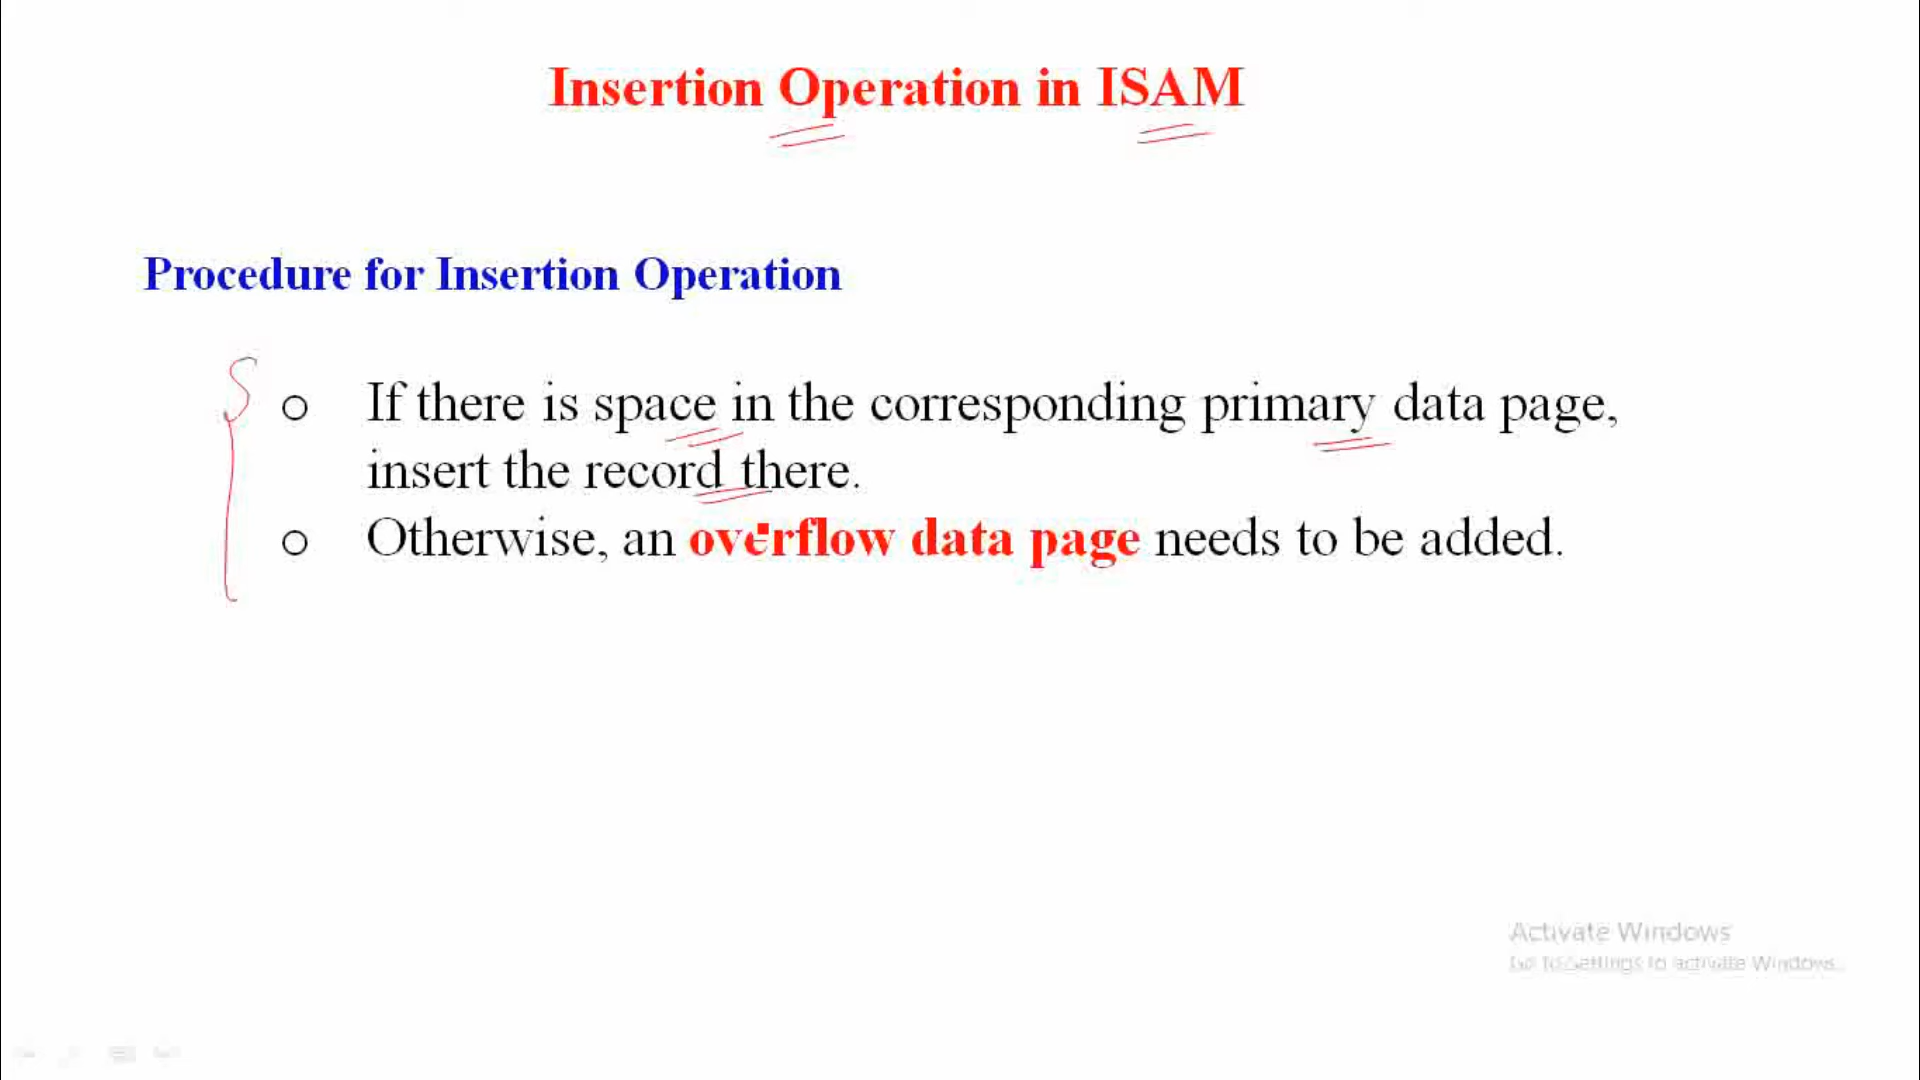 Insertion Operation in ISAM
Procedure for Insertion Operation
o If there is space in the corresponding primary data page,
insert the record there.
o Otherwise, an overflow data page needs to be added.
Activate Windows
Go to Settings to activate Windows.